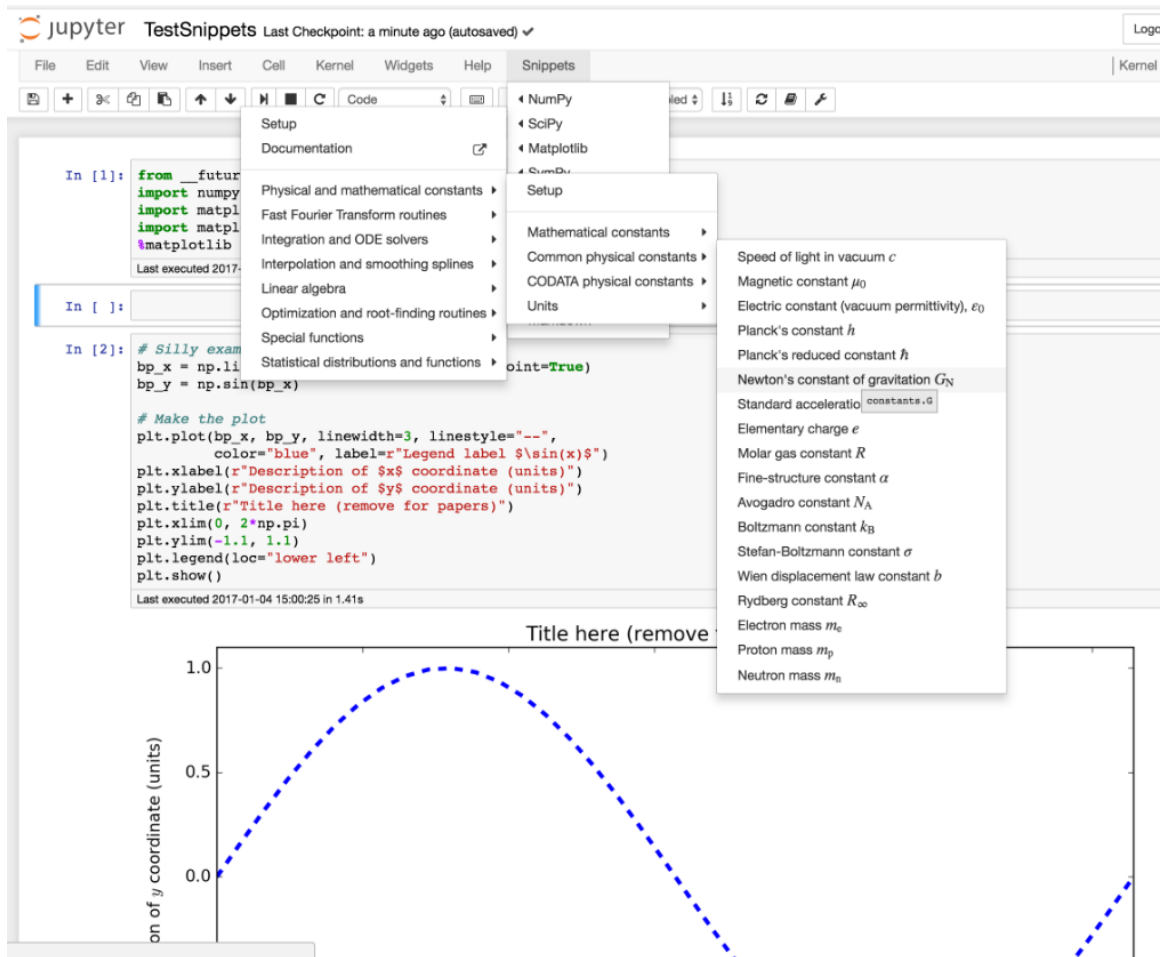 jupyter TestSnippets Last Checkpoint: a minute ago (autosaved) ✔
Logo
File Edit View Insert Cell Kernel Widgets Help Snippets
Kernel
Code
led
NumPy
SciPy
Matplotlib
SymPy
Setup
Documentation
Physical and mathematical constants
Fast Fourier Transform routines
Integration and ODE solvers
Interpolation and smoothing splines
Linear algebra
Optimization and root-finding routines
Special functions
Statistical distributions and functions
Setup
Mathematical constants
Common physical constants
CODATA physical constants
Units
Speed of light in vacuum c
Magnetic constant μ₀
Electric constant (vacuum permittivity), ε₀
Planck's constant h
Planck's reduced constant ℏ
Newton's constant of gravitation G_N
Standard acceleratio
constants.G
Elementary charge e
Molar gas constant R
Fine-structure constant α
Avogadro constant N_A
Boltzmann constant k_B
Stefan-Boltzmann constant σ
Wien displacement law constant b
Rydberg constant R∞
Electron mass m_e
Proton mass m_p
Neutron mass m_n
In [1]: from __futur
import numpy
import matpl
import matpl
%matplotlib
Last executed 2017-
In [ ]:
In [2]: # Silly exam
bp_x = np.li
oint=True)
bp_y = np.sin(bp_x)
# Make the plot
plt.plot(bp_x, bp_y, linewidth=3, linestyle="--",
color="blue", label=r"Legend label $\sin(x)$")
plt.xlabel(r"Description of $x$ coordinate (units)")
plt.ylabel(r"Description of $y$ coordinate (units)")
plt.title(r"Title here (remove for papers)")
plt.xlim(0, 2*np.pi)
plt.ylim(-1.1, 1.1)
plt.legend(loc="lower left")
plt.show()
Last executed 2017-01-04 15:00:25 in 1.41s
Title here (remove
1.0
0.5
0.0
on of y coordinate (units)